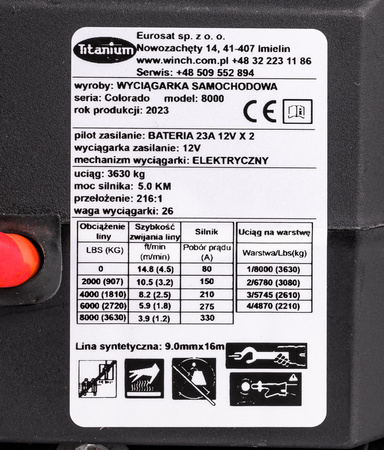 Titanium
Eurosat sp. z o. o.
Nowozachęty 14, 41-407 Imielin
www.winch.com.pl +48 32 223 11 86
Serwis: +48 509 552 894
wyroby: WYCIĄGARKA SAMOCHODOWA
seria: Colorado model: 8000
rok produkcji: 2023
CE
pilot zasilanie: BATERIA 23A 12V X 2
wyciągarka zasilanie: 12V
mechanizm wyciągarki: ELEKTRYCZNY
uciąg: 3630 kg
moc silnika: 5.0 KM
przełożenie: 216:1
waga wyciągarki: 26
Obciążenie liny Szybkość zwijania liny Silnik Uciąg na warstwę
LBS (KG) ft/min (m/min) Pobór prądu (A) Warstwa/Lbs(kg)
0 14.8 (4.5) 80 1/8000 (3630)
2000 (907) 10.5 (3.2) 150 2/6780 (3080)
4000 (1810) 8.2 (2.5) 210 3/5745 (2610)
6000 (2720) 5.9 (1.8) 275 4/4870 (2210)
8000 (3630) 3.9 (1.2) 330
Lina syntetyczna: 9.0mmx16m